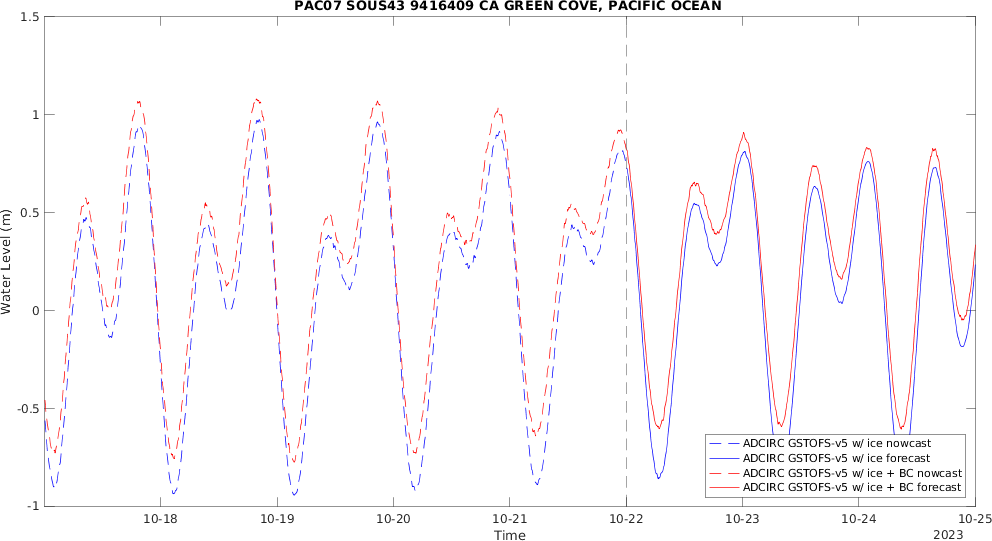 PAC07 SOUS43 9416409 CA GREEN COVE, PACIFIC OCEAN
1.5
1
0.5
0
-0.5
-1
Water Level (m)
ADCIRC GSTOFS-v5 w/ ice nowcast
ADCIRC GSTOFS-v5 w/ ice forecast
ADCIRC GSTOFS-v5 w/ ice + BC nowcast
ADCIRC GSTOFS-v5 w/ ice + BC forecast
10-18 10-19 10-20 10-21 10-22 10-23 10-24 10-25
Time
2023